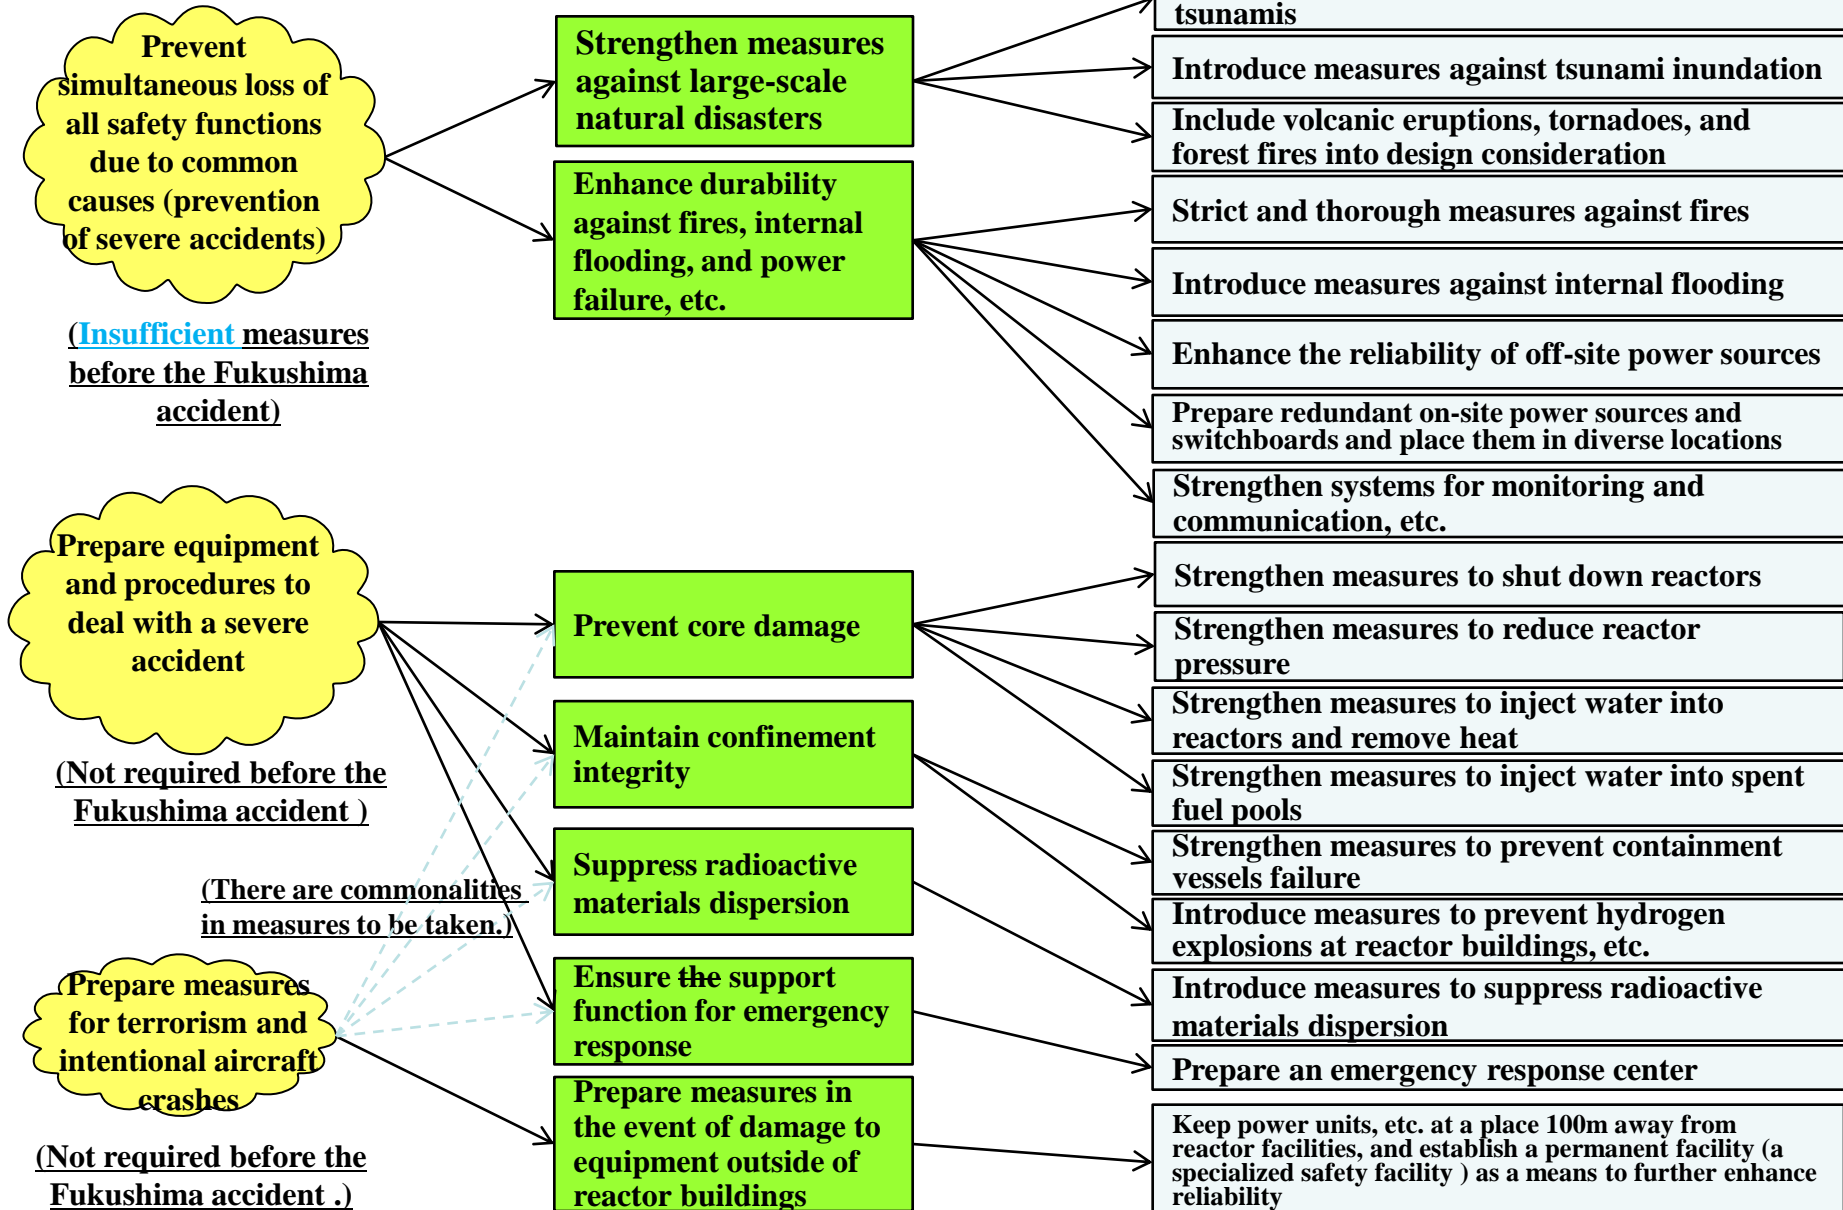 Prevent
simultaneous loss of
all safety functions
due to common
causes (prevention
of severe accidents)
(Insufficient measures
before the Fukushima
accident)
Prepare equipment
and procedures to
deal with a severe
accident
(Not required before the
Fukushima accident )
(There are commonalities
in measures to be taken.)
Prepare measures
for terrorism and
intentional aircraft
crashes
(Not required before the
Fukushima accident .)
Strengthen measures
against large-scale
natural disasters
Enhance durability
against fires, internal
flooding, and power
failure, etc.
Prevent core damage
Maintain confinement
integrity
Suppress radioactive
materials dispersion
Ensure the support
function for emergency
response
Prepare measures in
the event of damage to
equipment outside of
reactor buildings
tsunamis
Introduce measures against tsunami inundation
Include volcanic eruptions, tornadoes, and
forest fires into design consideration
Strict and thorough measures against fires
Introduce measures against internal flooding
Enhance the reliability of off-site power sources
Prepare redundant on-site power sources and
switchboards and place them in diverse locations
Strengthen systems for monitoring and
communication, etc.
Strengthen measures to shut down reactors
Strengthen measures to reduce reactor
pressure
Strengthen measures to inject water into
reactors and remove heat
Strengthen measures to inject water into spent
fuel pools
Strengthen measures to prevent containment
vessels failure
Introduce measures to prevent hydrogen
explosions at reactor buildings, etc.
Introduce measures to suppress radioactive
materials dispersion
Prepare an emergency response center
Keep power units, etc. at a place 100m away from
reactor facilities, and establish a permanent facility (a
specialized safety facility ) as a means to further enhance
reliability